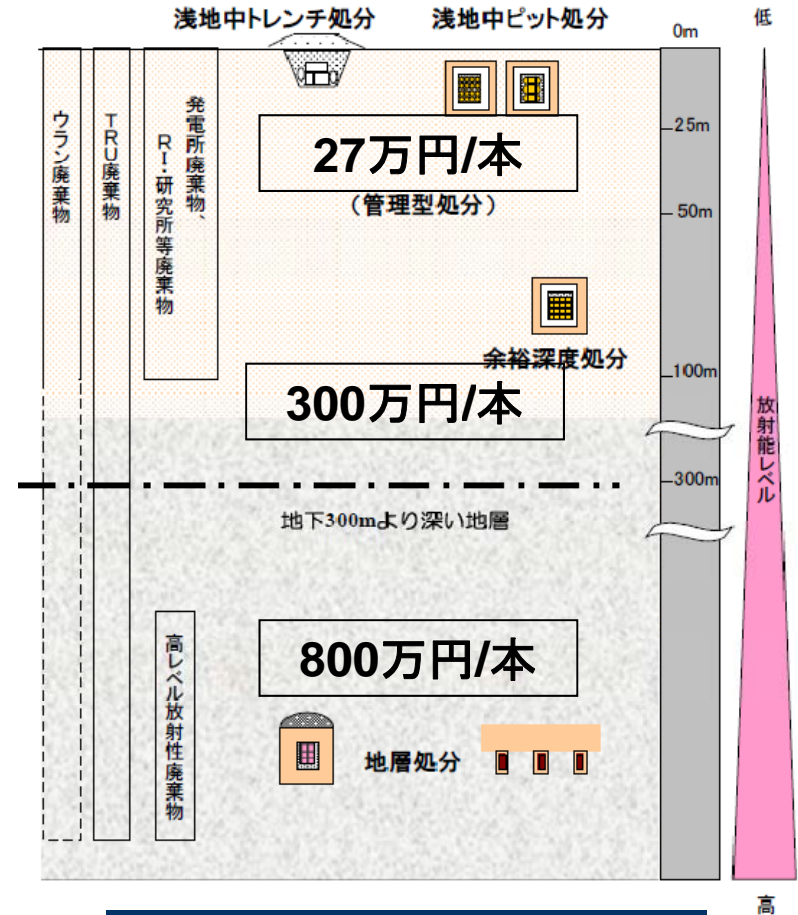 浅地中トレンチ処分
浅地中ピット処分
0m
低
ウラン廃棄物
TRU廃棄物
発電所廃棄物、
RI・研究所等廃棄物
27万円/本
(管理型処分)
25m
50m
余裕深度処分
100m
300万円/本
放射能レベル
300m
地下300mより深い地層
800万円/本
高レベル放射性廃棄物
地層処分
高